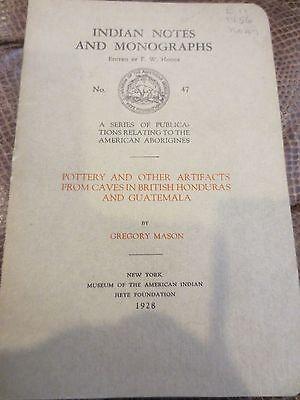 INDIAN NOTES
AND MONOGRAPHS
EDITED BY F. W. HODGE
No. 47
A SERIES OF PUBLICA-
TIONS RELATING TO THE
AMERICAN ABORIGINES
POTTERY AND OTHER ARTIFACTS
FROM CAVES IN BRITISH HONDURAS
AND GUATEMALA
BY
GREGORY MASON
NEW YORK
MUSEUM OF THE AMERICAN INDIAN
HEYE FOUNDATION
1928